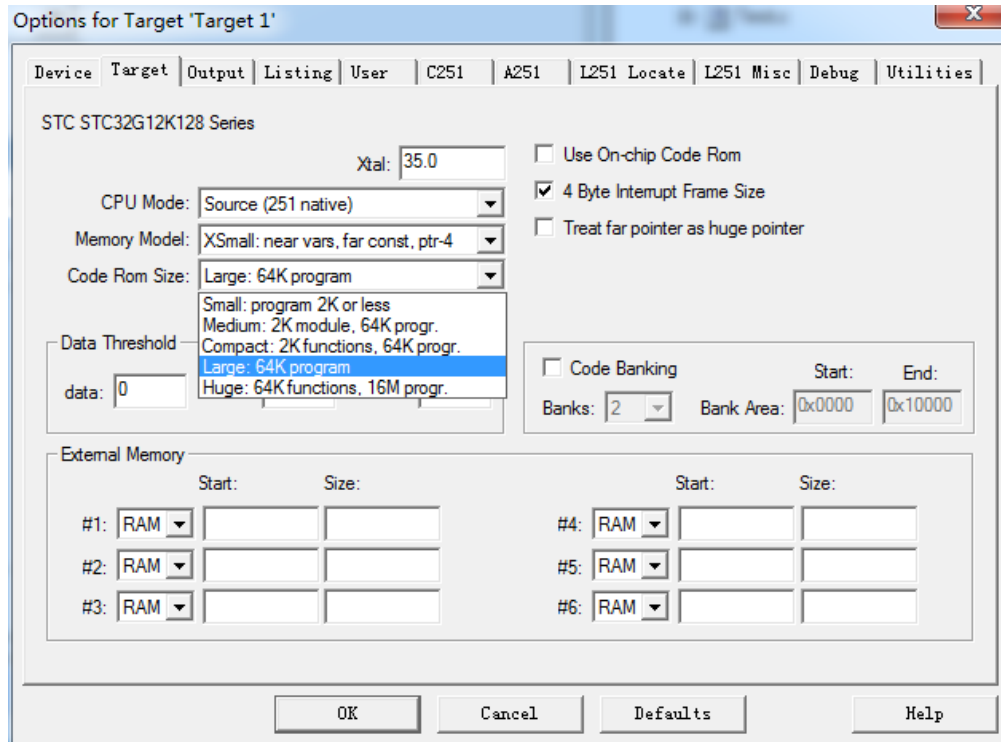 Options for Target 'Target 1'
Device Target Output Listing User C251 A251 L251 Locate L251 Misc Debug Utilities
STC STC32G12K128 Series
Xtal: 35.0
Use On-chip Code Rom
CPU Mode: Source (251 native)
4 Byte Interrupt Frame Size
Memory Model: XSmall: near vars, far const, ptr-4
Treat far pointer as huge pointer
Code Rom Size: Large: 64K program
Small: program 2K or less
Medium: 2K module, 64K progr.
Compact: 2K functions, 64K progr.
Large: 64K program
Huge: 64K functions, 16M progr.
Data Threshold
data: 0
Code Banking Start: End:
Banks: 2 Bank Area: 0x0000 0x10000
External Memory
Start: Size: Start: Size:
#1: RAM #4: RAM
#2: RAM #5: RAM
#3: RAM #6: RAM
OK Cancel Defaults Help